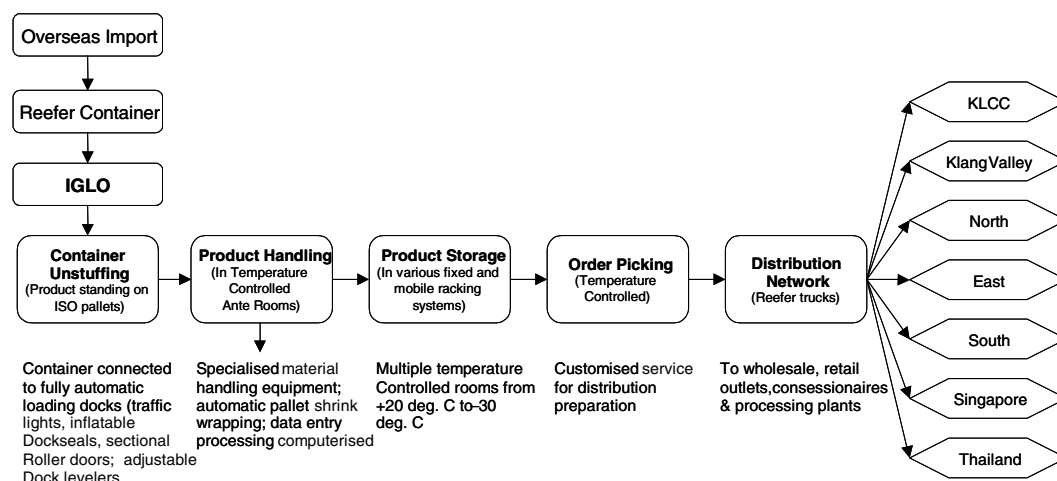 Overseas Import
Reefer Container
IGLO
Container
Unstuffing
(Product standing on
ISO pallets)
Product Handling
(In Temperature
Controlled
Ante Rooms)
Product Storage
(In various fixed and
mobile racking
systems)
Order Picking
(Temperature
Controlled)
Distribution
Network
(Reefer trucks)
KLCC
Klang Valley
North
East
South
Singapore
Thailand
Container connected
to fully automatic
loading docks (traffic
lights, inflatable
Dockseals, sectional
Roller doors; adjustable
Dock levelers
Specialised material
handling equipment;
automatic pallet shrink
wrapping; data entry
processing computerised
Multiple temperature
Controlled rooms from
+20 deg. C to–30
deg. C
Customised service
for distribution
preparation
To wholesale, retail
outlets,consessionaires
& processing plants